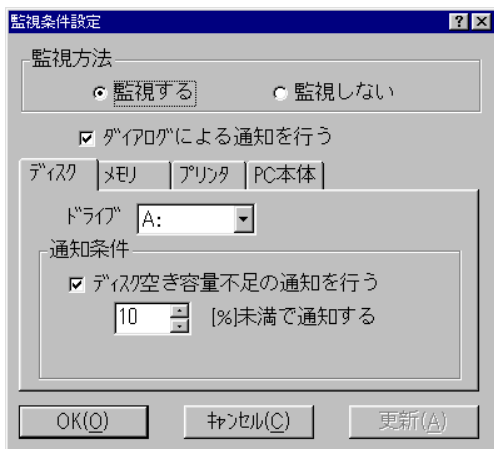 監視条件設定
監視方法
監視する 監視しない
ﾀﾞｲｱﾛｸﾞによる通知を行う
ﾃﾞｨｽｸ ﾒﾓﾘ ﾌﾟﾘﾝﾀ PC本体
ﾄﾞﾗｲﾌﾞ A:
通知条件
ﾃﾞｨｽｸ空き容量不足の通知を行う
10 [%]未満で通知する
OK(O) ｷｬﾝｾﾙ(C) 更新(A)